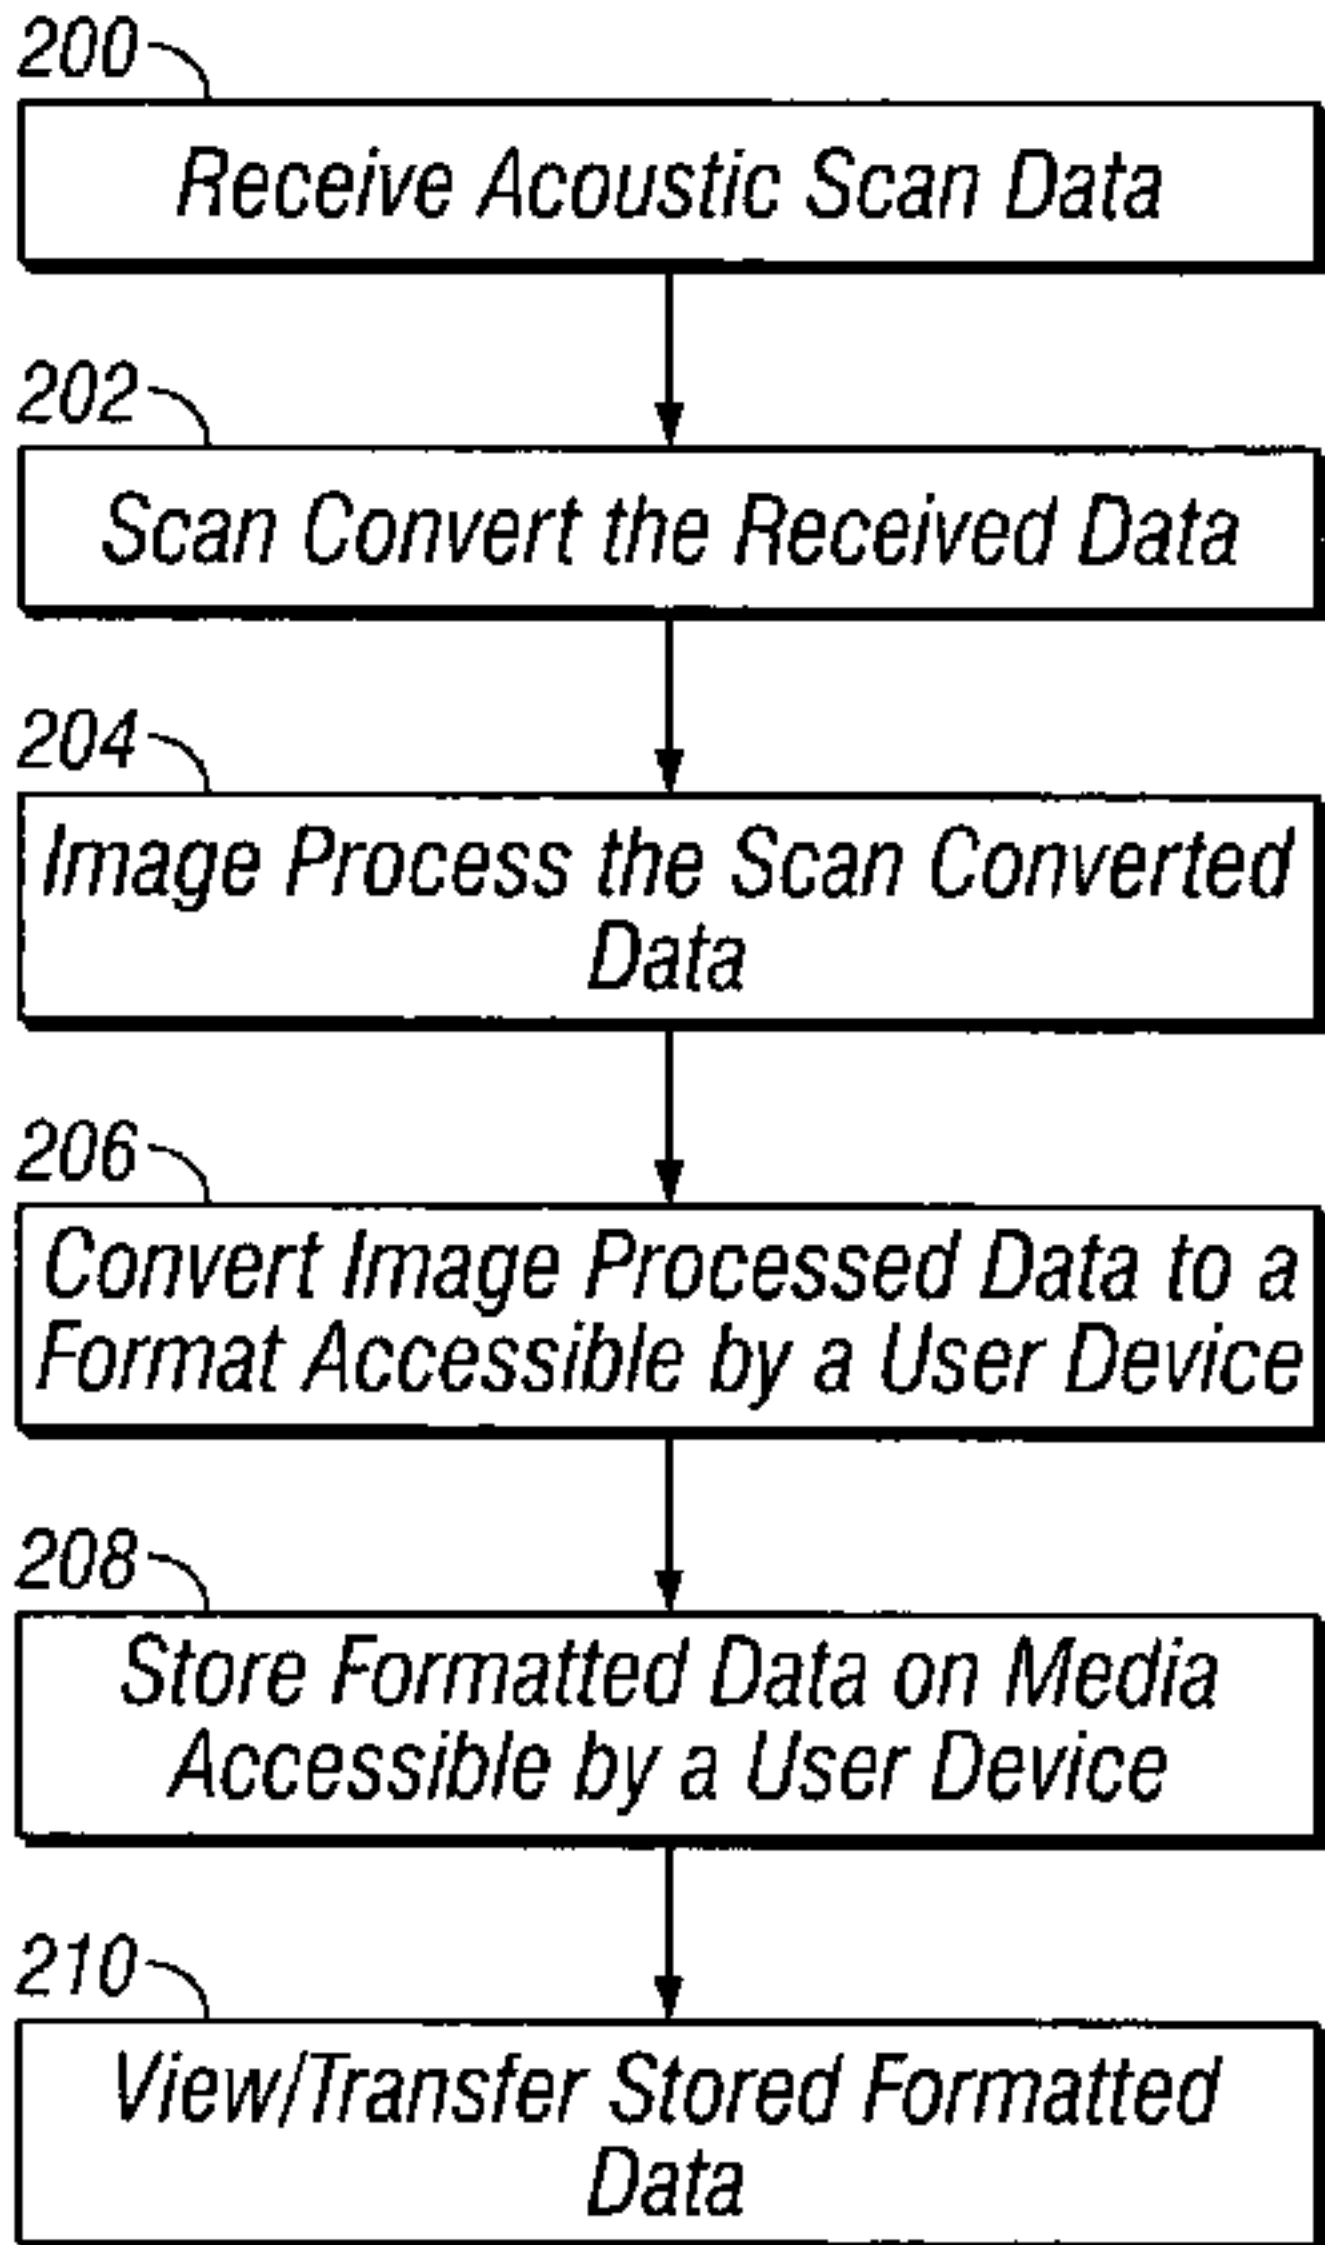 200
Receive Acoustic Scan Data
202
Scan Convert the Received Data
204
Image Process the Scan Converted
Data
206
Convert Image Processed Data to a
Format Accessible by a User Device
208
Store Formatted Data on Media
Accessible by a User Device
210
View/Transfer Stored Formatted
Data